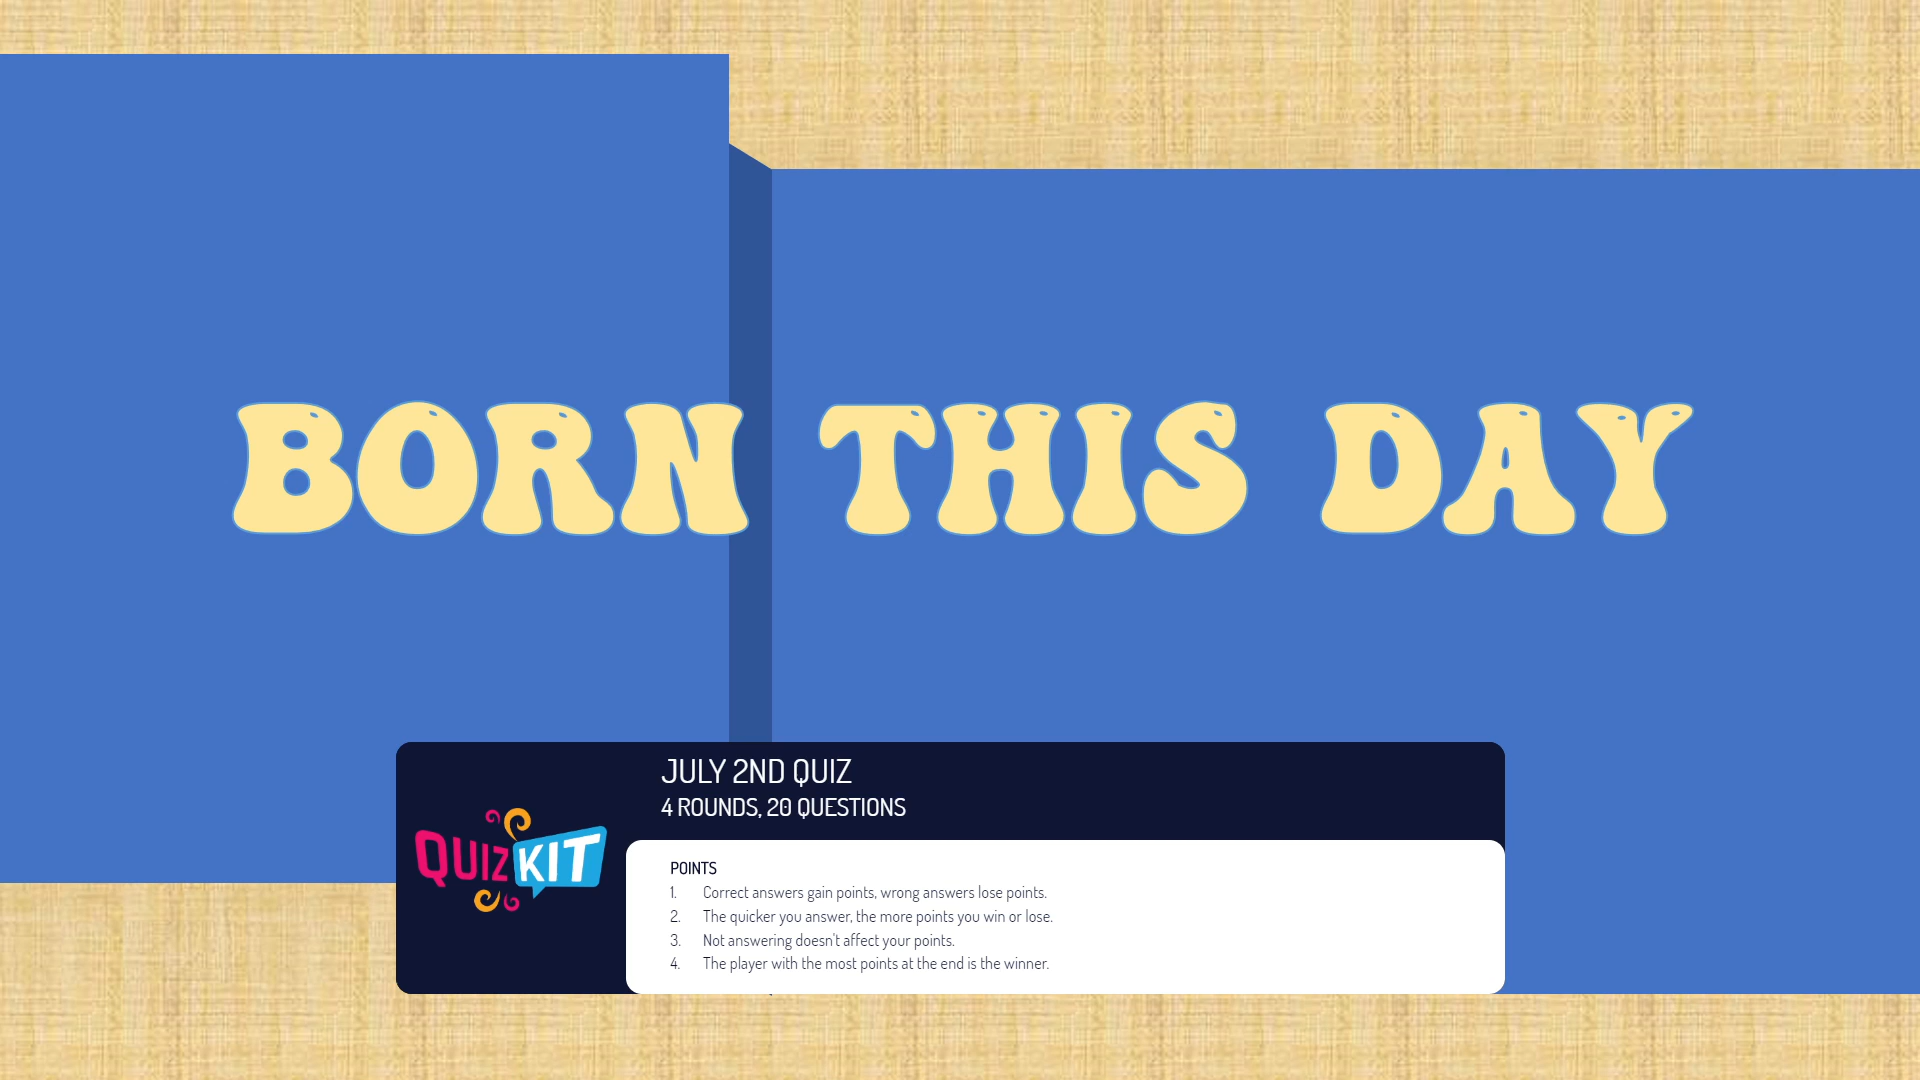 BORN THIS DAY
JULY 2ND QUIZ
4 ROUNDS, 20 QUESTIONS
QUIZ KIT
POINTS
1. Correct answers gain points, wrong answers lose points.
2. The quicker you answer, the more points you win or lose.
3. Not answering doesn't affect your points.
4. The player with the most points at the end is the winner.